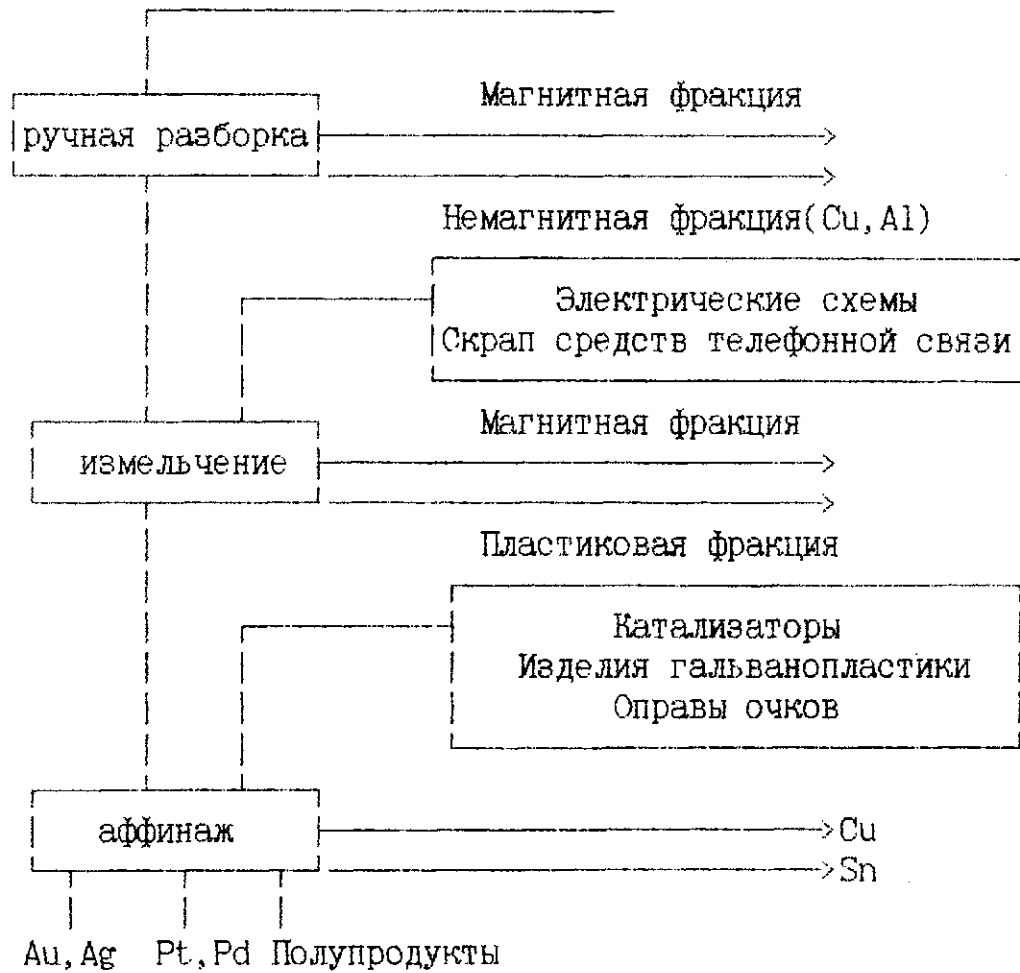 Магнитная фракция
ручная разборка
Немагнитная фракция(Cu,Al)
Электрические схемы
Скрап средств телефонной связи
Магнитная фракция
измельчение
Пластиковая фракция
Катализаторы
Изделия гальванопластики
Оправы очков
аффинаж
Cu
Sn
Au,Ag Pt,Pd Полупродукты